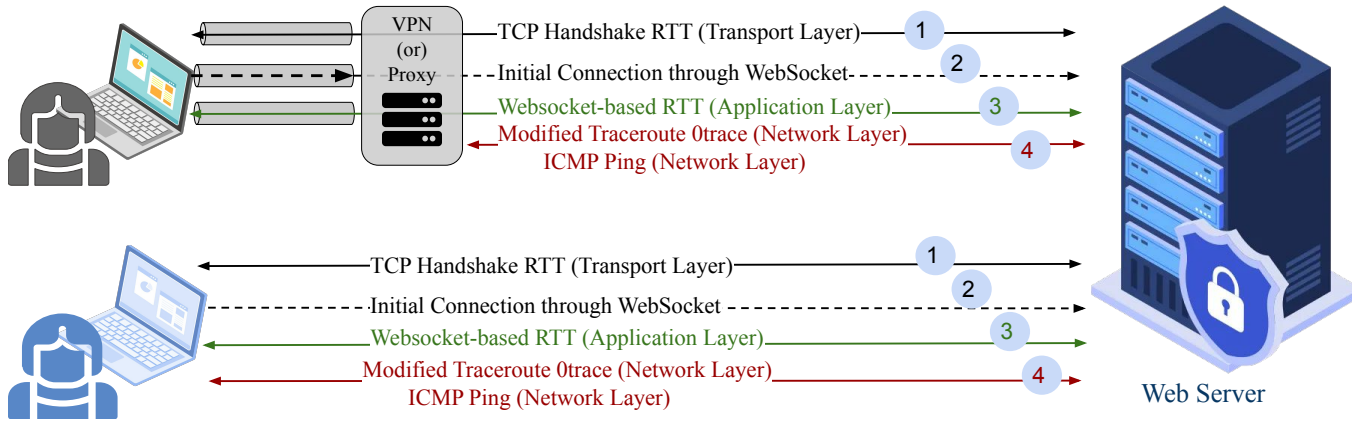 VPN
(or)
Proxy
TCP Handshake RTT (Transport Layer) 1
Initial Connection through WebSocket 2
Websocket-based RTT (Application Layer) 3
Modified Traceroute 0trace (Network Layer) 4
ICMP Ping (Network Layer)
TCP Handshake RTT (Transport Layer) 1
Initial Connection through WebSocket 2
Websocket-based RTT (Application Layer) 3
Modified Traceroute 0trace (Network Layer) 4
ICMP Ping (Network Layer)
Web Server